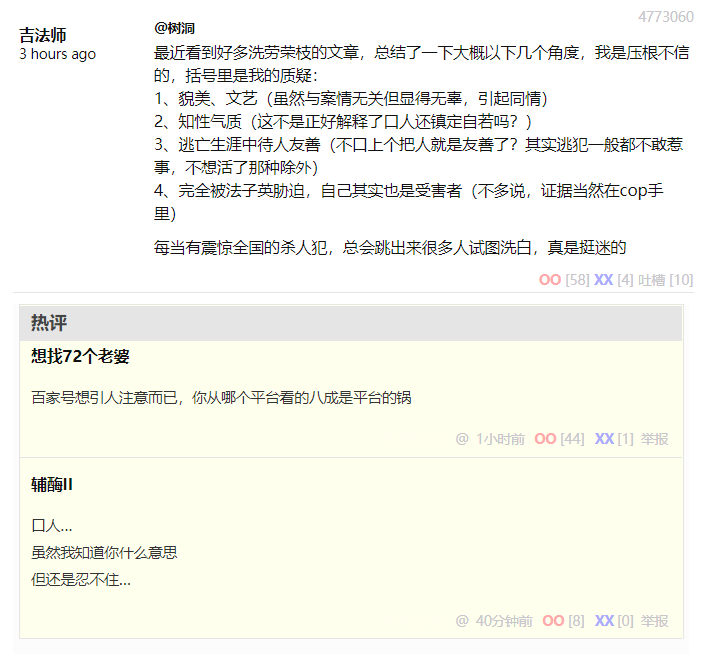 4773060
吉法师
3 hours ago
@树洞
最近看到好多洗劳荣枝的文章，总结了一下大概以下几个角度，我是压根不信
的，括号里是我的质疑：
1、貌美、文艺（虽然与案情无关但显得无辜，引起同情）
2、知性气质（这不是正好解释了口人还镇定自若吗？）
3、逃亡生涯中待人友善（不口上个把人就是友善了？其实逃犯一般都不敢惹
事，不想活了那种除外）
4、完全被法子英胁迫，自己其实也是受害者（不多说，证据当然在cop手
里）
每当有震惊全国的杀人犯，总会跳出来很多人试图洗白，真是挺迷的
OO [58] XX [4] 吐槽 [10]
热评
想找72个老婆
百家号想引人注意而已，你从哪个平台看的八成是平台的锅
@ 1小时前 OO [44] XX [1] 举报
辅酶II
口人...
虽然我知道你什么意思
但还是忍不住...
@ 40分钟前 OO [8] XX [0] 举报